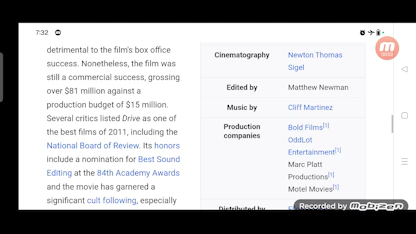 7:32
detrimental to the film's box office
success. Nonetheless, the film was
still a commercial success, grossing
over $81 million against a
production budget of $15 million.
Several critics listed Drive as one of
the best films of 2011, including the
National Board of Review. Its honors
include a nomination for Best Sound
Editing at the 84th Academy Awards
and the movie has garnered a
significant cult following, especially
Cinematography
Newton Thomas
Sigel
Edited by
Matthew Newman
Music by
Cliff Martinez
Production
companies
Bold Films[1]
OddLot
Entertainment[1]
Marc Platt
Productions[1]
Motel Movies[1]
Distributed by
Recorded by
MOBIZEN